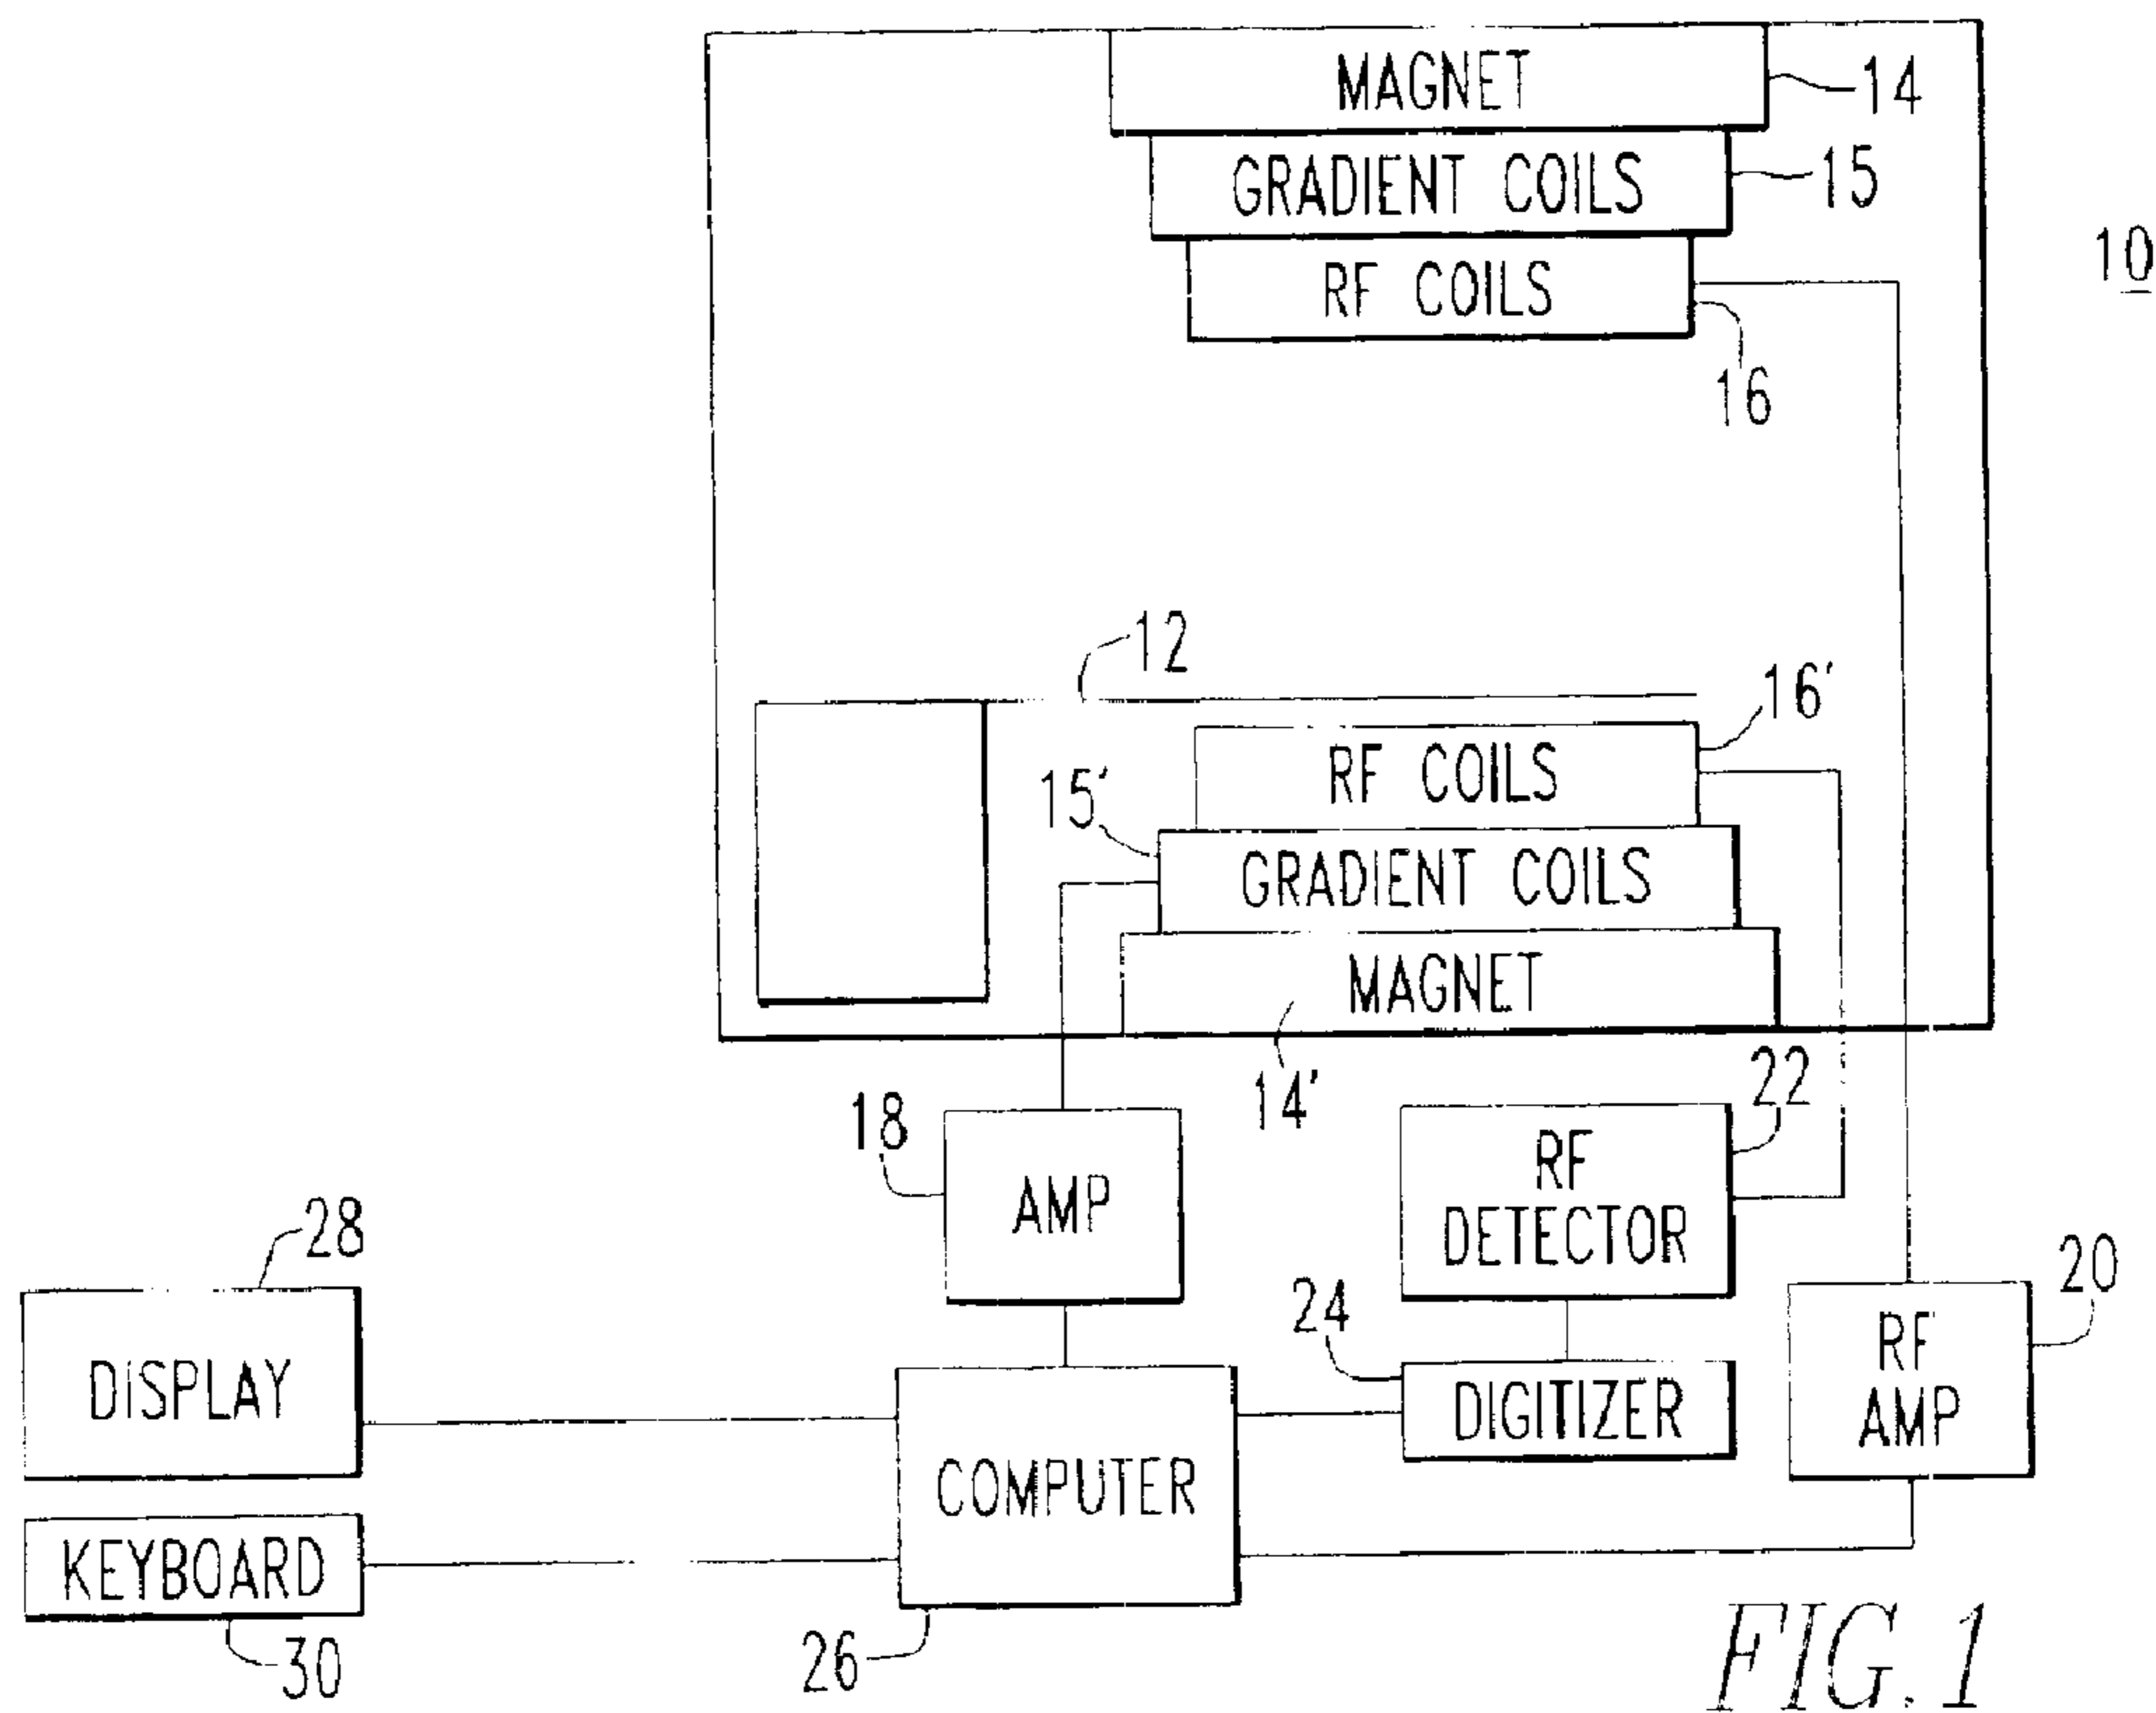 MAGNET
14
GRADIENT COILS
15
10
RF COILS
16
12
16'
RF COILS
15'
GRADIENT COILS
MAGNET
14'
22
18
RF
DETECTOR
AMP
28
20
24
RF
AMP
DISPLAY
DIGITIZER
COMPUTER
KEYBOARD
30
26
FIG. 1